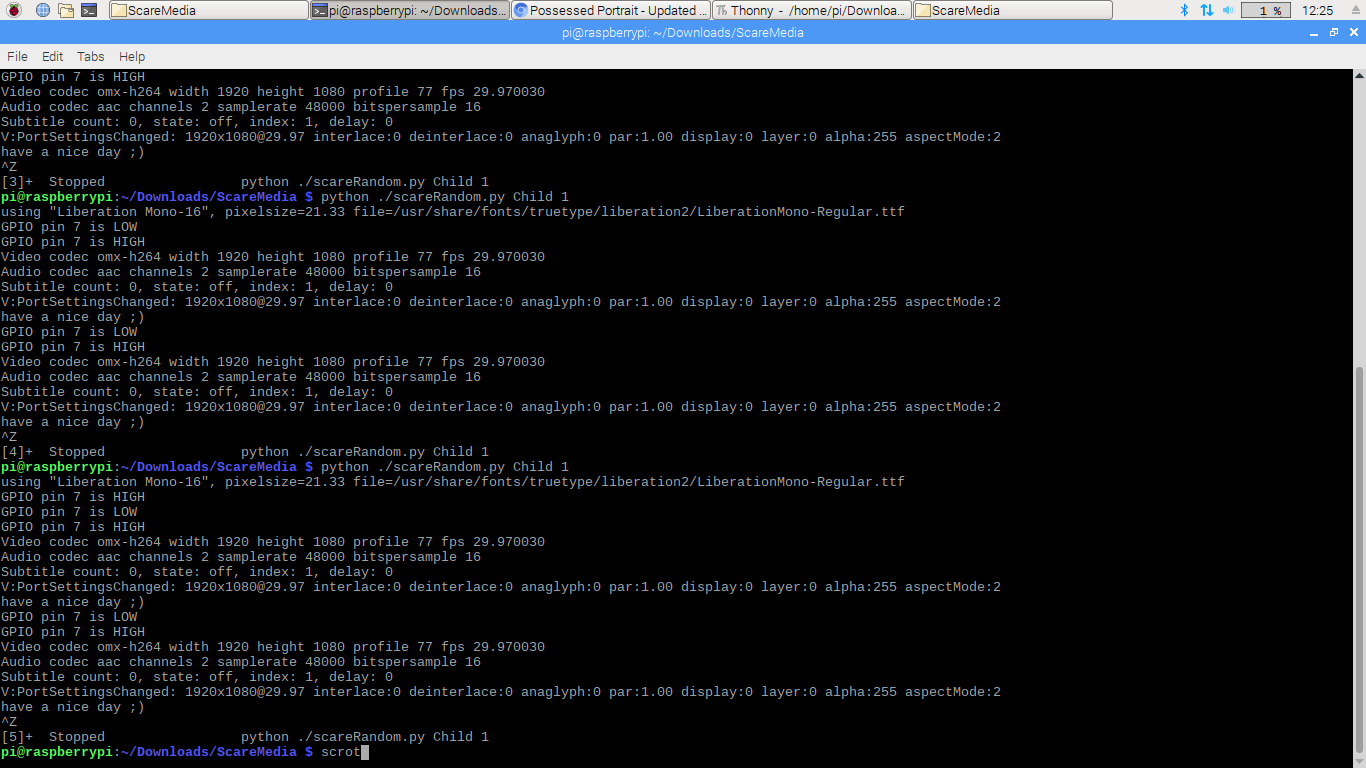 ScareMedia
pi@raspberrypi: ~/Downloads...
Possessed Portrait - Updated ...
Thonny - /home/pi/Downloa...
ScareMedia
1 %
12:25
pi@raspberrypi: ~/Downloads/ScareMedia
File Edit Tabs Help
GPIO pin 7 is HIGH
Video codec omx-h264 width 1920 height 1080 profile 77 fps 29.970030
Audio codec aac channels 2 samplerate 48000 bitspersample 16
Subtitle count: 0, state: off, index: 1, delay: 0
V:PortSettingsChanged: 1920x1080@29.97 interlace:0 deinterlace:0 anaglyph:0 par:1.00 display:0 layer:0 alpha:255 aspectMode:2
have a nice day ;)
^Z
[3]+  Stopped                 python ./scareRandom.py Child 1
pi@raspberrypi:~/Downloads/ScareMedia $ python ./scareRandom.py Child 1
using "Liberation Mono-16", pixelsize=21.33 file=/usr/share/fonts/truetype/liberation2/LiberationMono-Regular.ttf
GPIO pin 7 is LOW
GPIO pin 7 is HIGH
Video codec omx-h264 width 1920 height 1080 profile 77 fps 29.970030
Audio codec aac channels 2 samplerate 48000 bitspersample 16
Subtitle count: 0, state: off, index: 1, delay: 0
V:PortSettingsChanged: 1920x1080@29.97 interlace:0 deinterlace:0 anaglyph:0 par:1.00 display:0 layer:0 alpha:255 aspectMode:2
have a nice day ;)
GPIO pin 7 is LOW
GPIO pin 7 is HIGH
Video codec omx-h264 width 1920 height 1080 profile 77 fps 29.970030
Audio codec aac channels 2 samplerate 48000 bitspersample 16
Subtitle count: 0, state: off, index: 1, delay: 0
V:PortSettingsChanged: 1920x1080@29.97 interlace:0 deinterlace:0 anaglyph:0 par:1.00 display:0 layer:0 alpha:255 aspectMode:2
have a nice day ;)
^Z
[4]+  Stopped                 python ./scareRandom.py Child 1
pi@raspberrypi:~/Downloads/ScareMedia $ python ./scareRandom.py Child 1
using "Liberation Mono-16", pixelsize=21.33 file=/usr/share/fonts/truetype/liberation2/LiberationMono-Regular.ttf
GPIO pin 7 is HIGH
GPIO pin 7 is LOW
GPIO pin 7 is HIGH
Video codec omx-h264 width 1920 height 1080 profile 77 fps 29.970030
Audio codec aac channels 2 samplerate 48000 bitspersample 16
Subtitle count: 0, state: off, index: 1, delay: 0
V:PortSettingsChanged: 1920x1080@29.97 interlace:0 deinterlace:0 anaglyph:0 par:1.00 display:0 layer:0 alpha:255 aspectMode:2
have a nice day ;)
GPIO pin 7 is LOW
GPIO pin 7 is HIGH
Video codec omx-h264 width 1920 height 1080 profile 77 fps 29.970030
Audio codec aac channels 2 samplerate 48000 bitspersample 16
Subtitle count: 0, state: off, index: 1, delay: 0
V:PortSettingsChanged: 1920x1080@29.97 interlace:0 deinterlace:0 anaglyph:0 par:1.00 display:0 layer:0 alpha:255 aspectMode:2
have a nice day ;)
^Z
[5]+  Stopped                 python ./scareRandom.py Child 1
pi@raspberrypi:~/Downloads/ScareMedia $ scrot